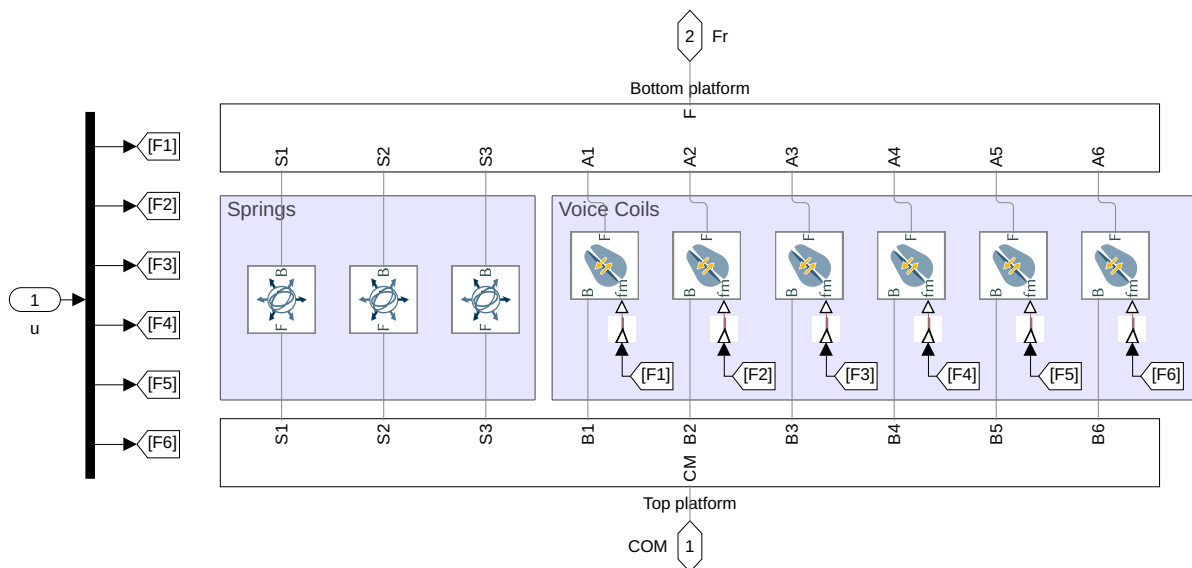 2 Fr
Bottom platform
F
S1 S2 S3 A1 A2 A3 A4 A5 A6
[F1]
[F2]
[F3]
[F4]
[F5]
[F6]
1
u
Springs
Voice Coils
B B B
F F F
F F F F F F
B fm B fm B fm B fm B fm B fm
[F1] [F2] [F3] [F4] [F5] [F6]
S1 S2 S3 B1 B2 B3 B4 B5 B6
CM
Top platform
COM 1